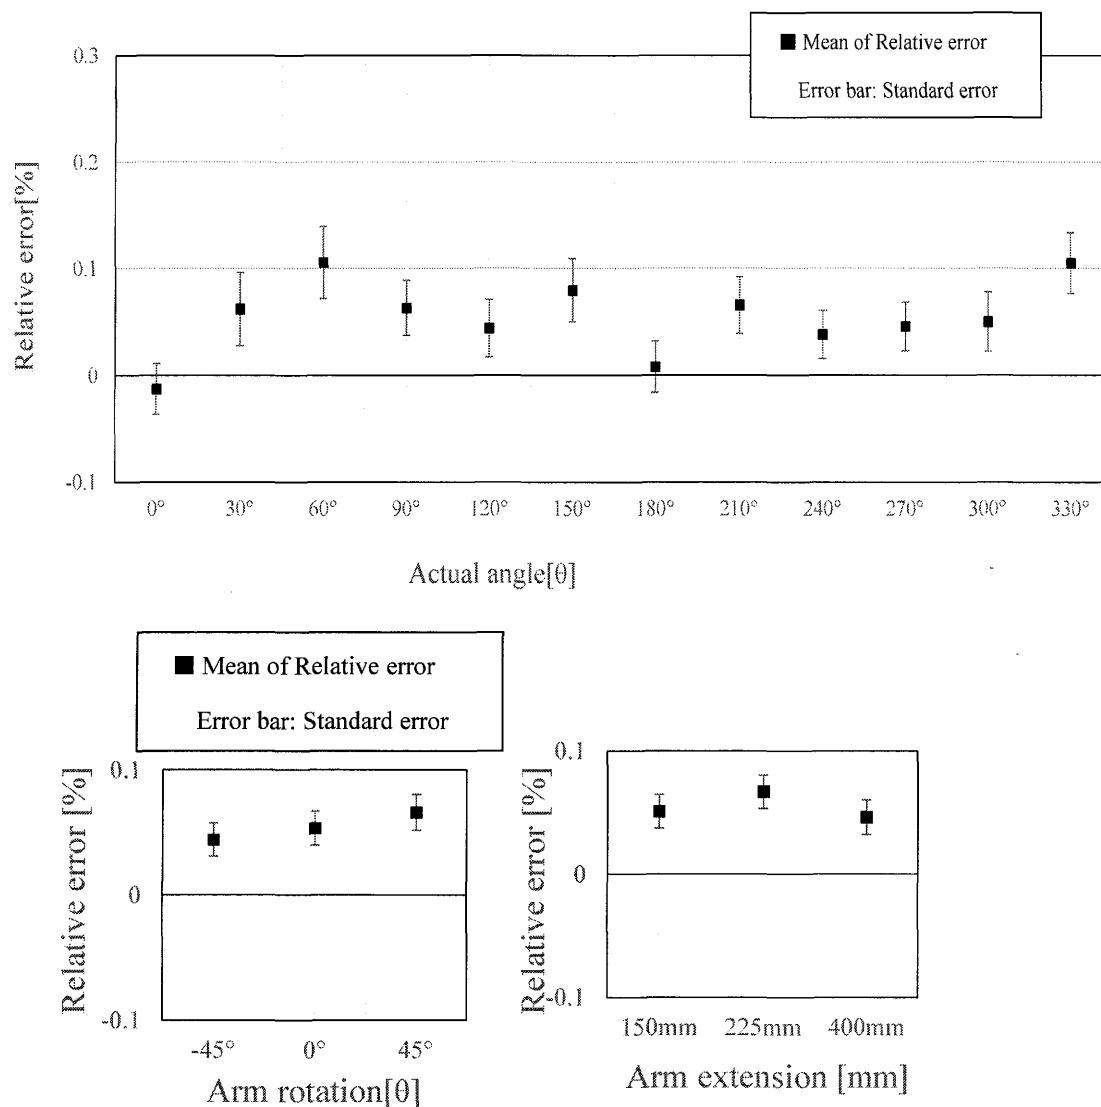 Mean of Relative error
Error bar: Standard error
0.3
0.2
0.1
0
-0.1
Relative error[%]
0° 30° 60° 90° 120° 150° 180° 210° 240° 270° 300° 330°
Actual angle[θ]
Mean of Relative error
Error bar: Standard error
0.1
0
-0.1
Relative error [%]
-45° 0° 45°
Arm rotation[θ]
0.1
0
-0.1
Relative error [%]
150mm 225mm 400mm
Arm extension [mm]